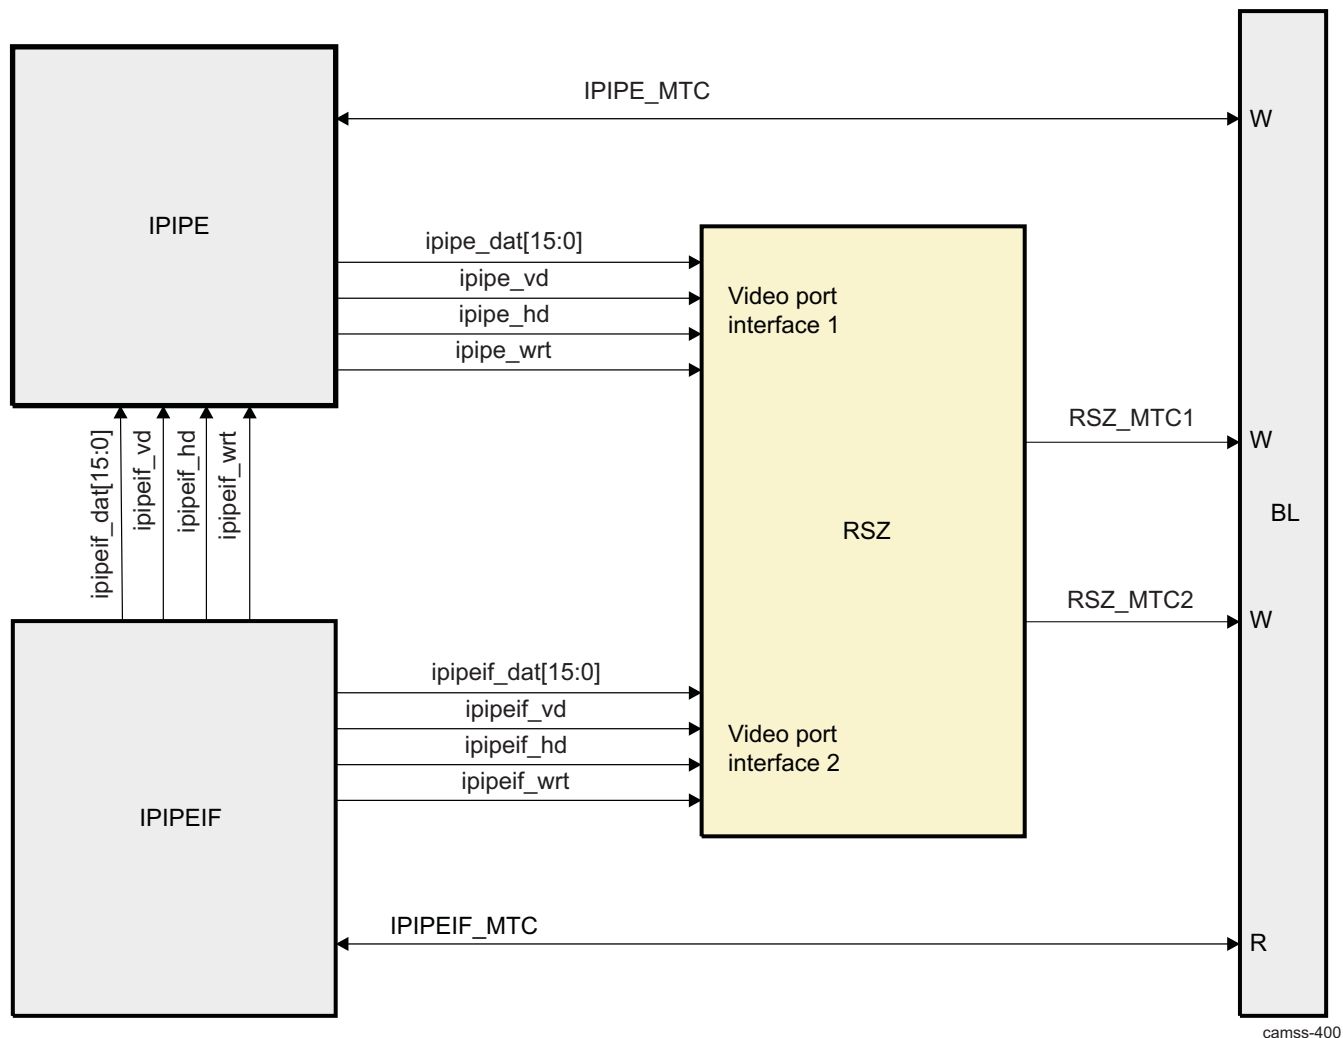 IPIPE_MTC
W
IPIPE
ipipe_dat[15:0]
ipipe_vd
ipipe_hd
ipipe_wrt
Video port
interface 1
ipipeif_dat[15:0]
ipipeif_vd
ipipeif_hd
ipipeif_wrt
RSZ_MTC1
W
BL
RSZ
RSZ_MTC2
W
ipipeif_dat[15:0]
ipipeif_vd
ipipeif_hd
ipipeif_wrt
Video port
interface 2
IPIPEIF
IPIPEIF_MTC
R
camss-400